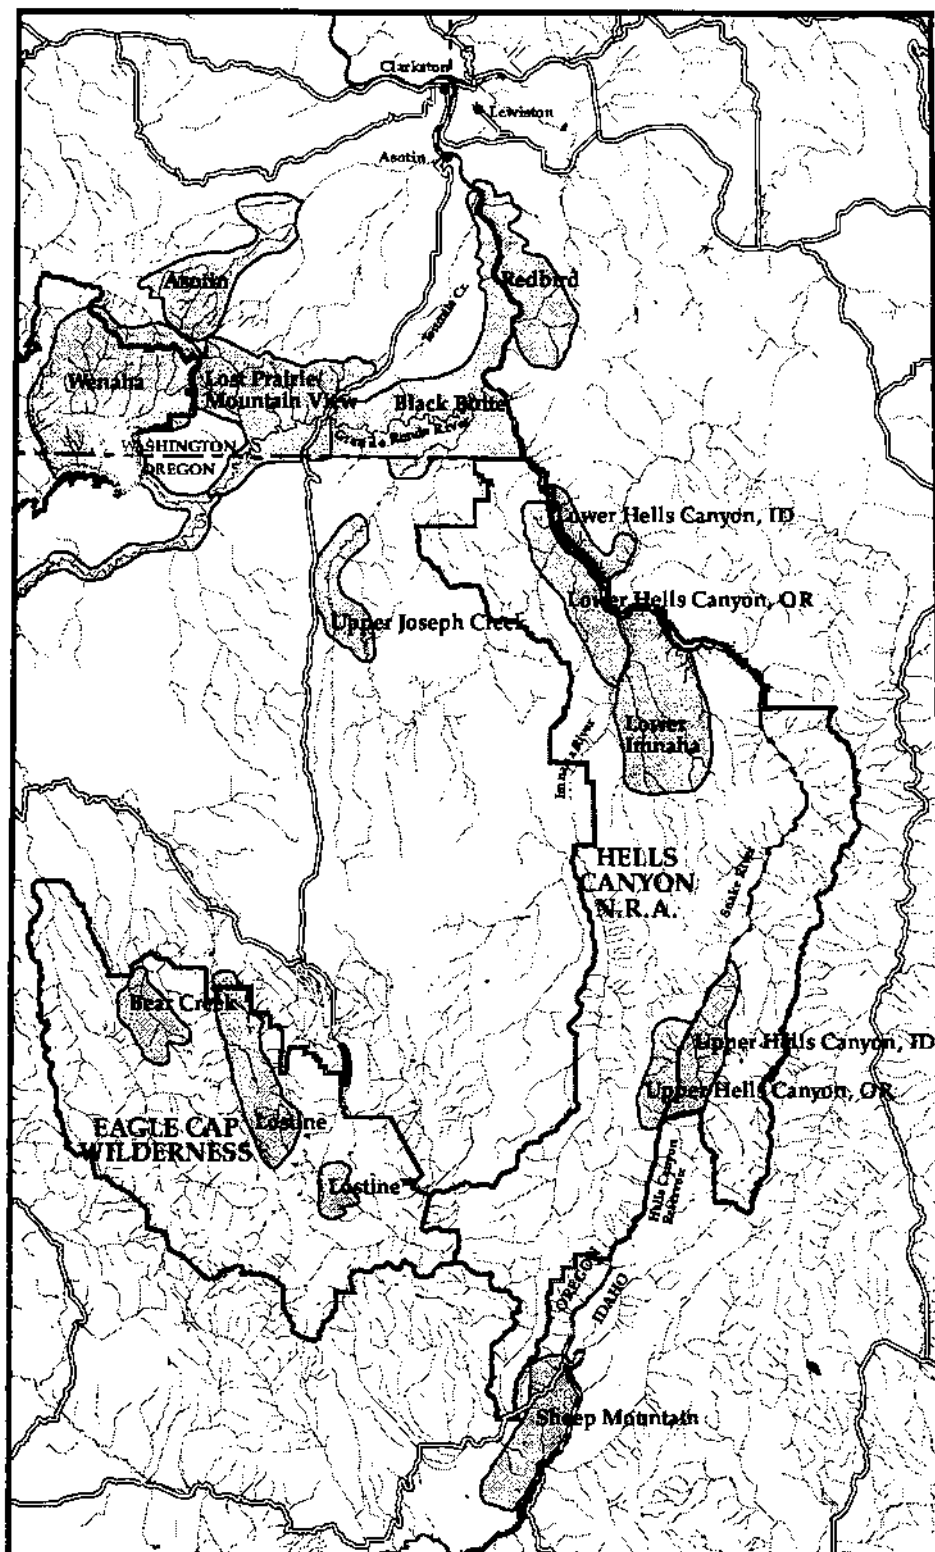 Clarkston
Lewiston
Asotin
Asotin
Redbird
Wenaha
Lost Prairie/
Mountain View
Black Butte
Grande Ronde River
WASHINGTON
OREGON
Lower Hells Canyon, ID
Lower Hells Canyon, OR
Upper Joseph Creek
Lower
Imnaha
Imnaha River
HELLS
CANYON
N.R.A.
Snake River
Bear Creek
Upper Hells Canyon, ID
Upper Hells Canyon, OR
Lostine
EAGLE CAP
WILDERNESS
Lostine
Hells Canyon
Reservoir
OREGON
IDAHO
Sheep Mountain